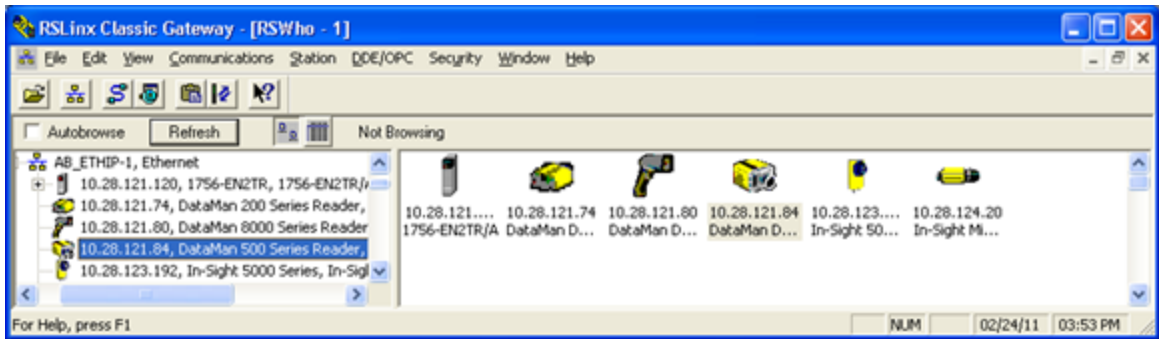 RSLinx Classic Gateway - [RSWho - 1]
File Edit View Communications Station DDE/OPC Security Window Help
Autobrowse Refresh Not Browsing
AB_ETHIP-1, Ethernet
10.28.121.120, 1756-EN2TR, 1756-EN2TR/
10.28.121.74, DataMan 200 Series Reader,
10.28.121.80, DataMan 8000 Series Reader
10.28.121.84, DataMan 500 Series Reader,
10.28.123.192, In-Sight 5000 Series, In-Sig
10.28.121.... 10.28.121.74 10.28.121.80 10.28.121.84 10.28.123.... 10.28.124.20
1756-EN2TR/A DataMan D... DataMan D... DataMan D... In-Sight 50... In-Sight Mi...
For Help, press F1 NUM 02/24/11 03:53 PM